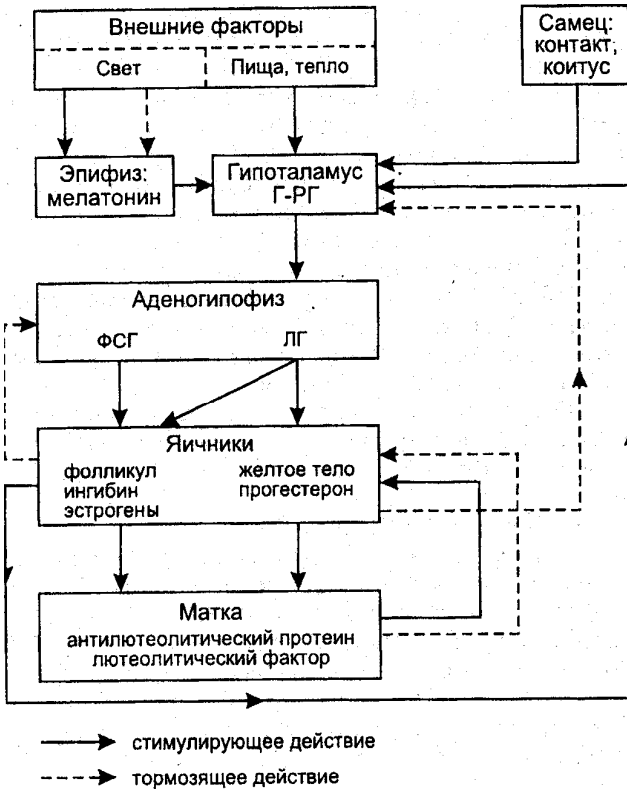 Внешние факторы
Свет
Пища, тепло
Самец:
контакт,
коитус
Эпифиз:
мелатонин
Гипоталамус
Г-РГ
Аденогипофиз
ФСГ
ЛГ
Яичники
фолликул
ингибин
эстрогены
желтое тело
прогестерон
Матка
антилютеолитический протеин
лютеолитический фактор
стимулирующее действие
тормозящее действие